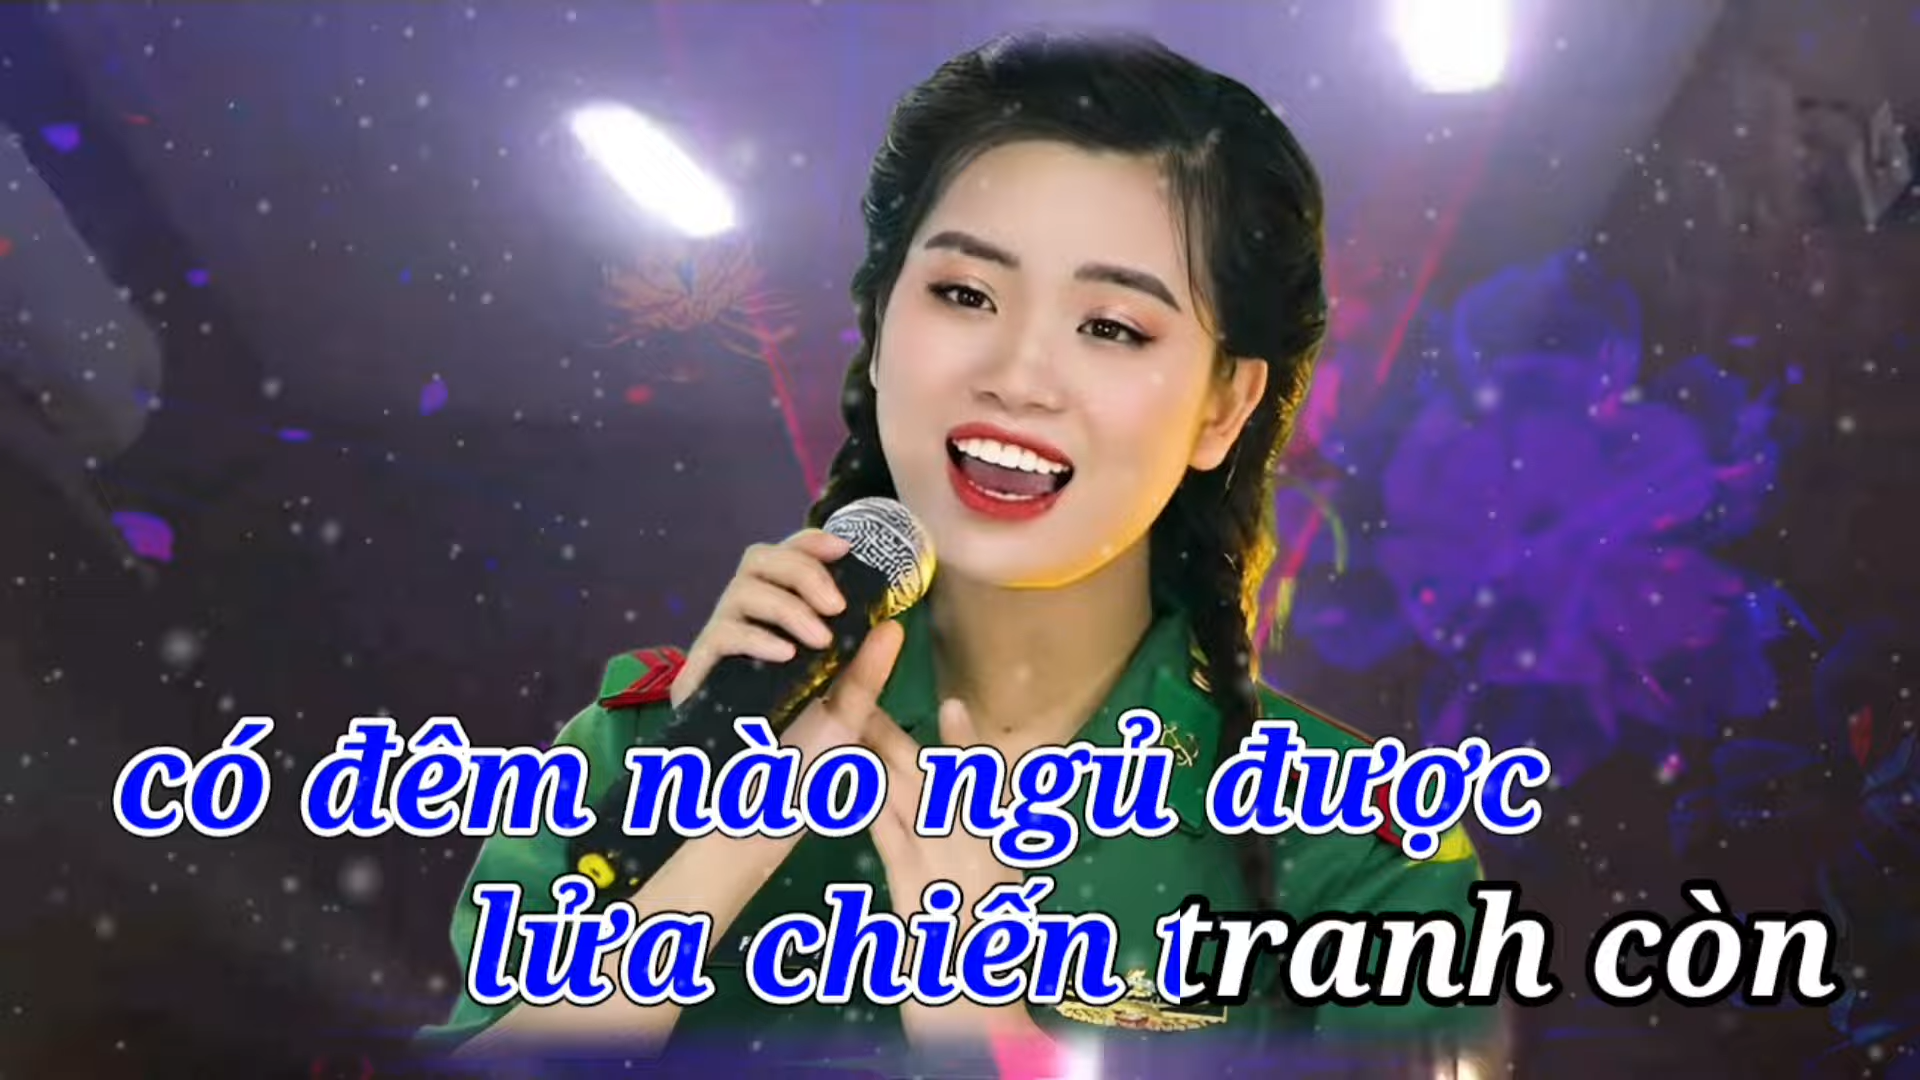 có đêm nào ngủ được
lửa chiến tranh còn